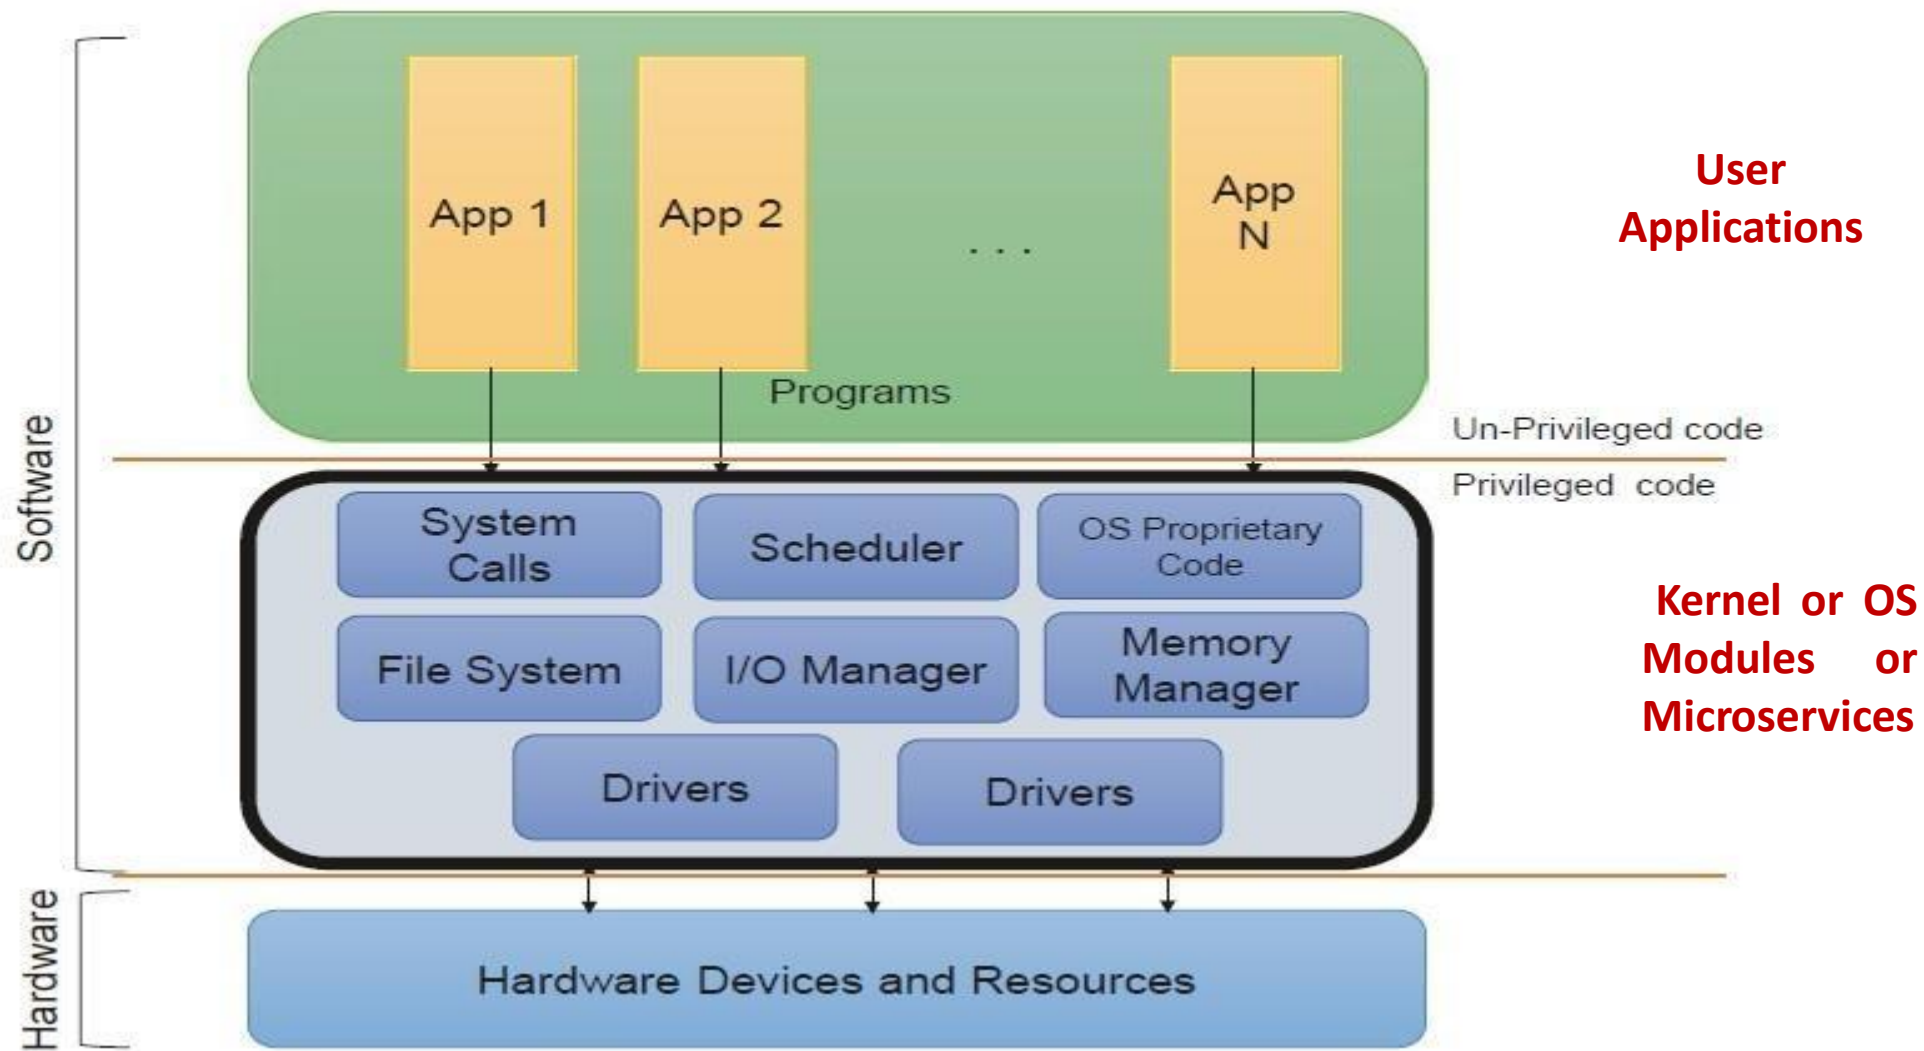 App 1
App 2
. . .
App
N
Programs
User
Applications
Un-Privileged code
Privileged code
Software
System
Calls
Scheduler
OS Proprietary
Code
File System
I/O Manager
Memory
Manager
Drivers
Drivers
Kernel or OS
Modules or
Microservices
Hardware
Hardware Devices and Resources